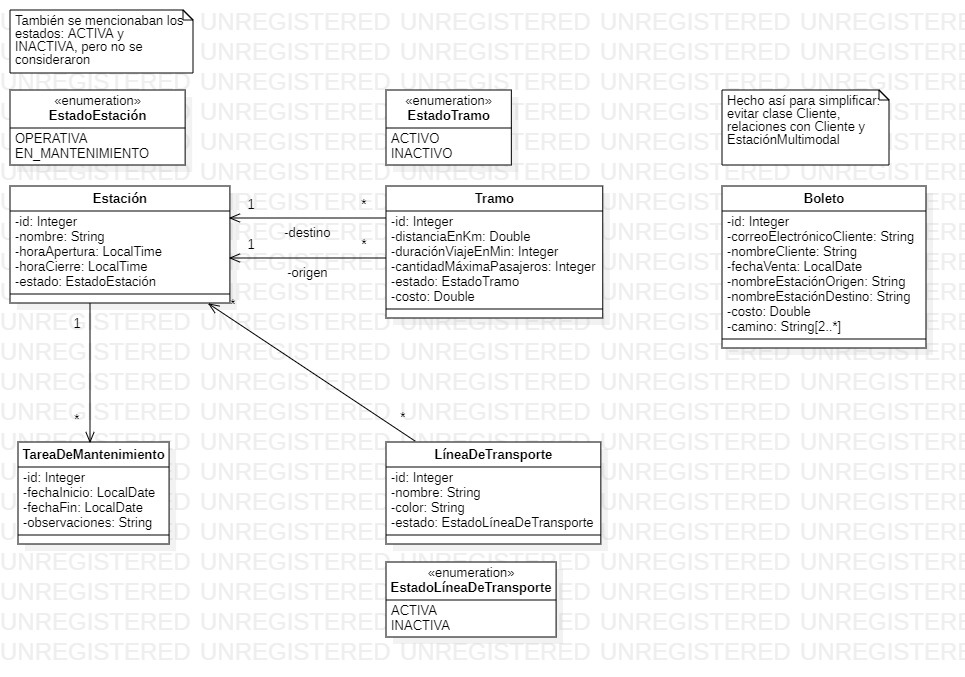 También se mencionaban los
estados: ACTIVA y
INACTIVA, pero no se
consideraron
«enumeration»
EstadoEstación
OPERATIVA
EN_MANTENIMIENTO
«enumeration»
EstadoTramo
ACTIVO
INACTIVO
Hecho así para simplificar:
evitar clase Cliente,
relaciones con Cliente y
EstaciónMultimodal
Estación
-id: Integer
-nombre: String
-horaApertura: LocalTime
-horaCierre: LocalTime
-estado: EstadoEstación
1
*
-destino
1
*
-origen
Tramo
-id: Integer
-distanciaEnKm: Double
-duraciónViajeEnMin: Integer
-cantidadMáximaPasajeros: Integer
-estado: EstadoTramo
-costo: Double
Boleto
-id: Integer
-correoElectrónicoCliente: String
-nombreCliente: String
-fechaVenta: LocalDate
-nombreEstaciónOrigen: String
-nombreEstaciónDestino: String
-costo: Double
-camino: String[2..*]
*
1
*
*
TareaDeMantenimiento
-id: Integer
-fechaInicio: LocalDate
-fechaFin: LocalDate
-observaciones: String
LíneaDeTransporte
-id: Integer
-nombre: String
-color: String
-estado: EstadoLíneaDeTransporte
«enumeration»
EstadoLíneaDeTransporte
ACTIVA
INACTIVA